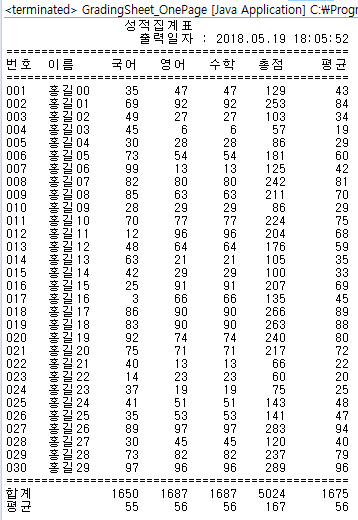 <terminated> GradingSheet_OnePage [Java Application] C:₩Progr
성적집계표
출력일자 : 2018.05.19 18:05:52
번호 이름 국어 영어 수학 총점 평균
001 홍길00 35 47 47 129 43
002 홍길01 69 92 92 253 84
003 홍길02 49 27 27 103 34
004 홍길03 45 6 6 57 19
005 홍길04 30 28 28 86 29
006 홍길05 73 54 54 181 60
007 홍길06 99 13 13 125 42
008 홍길07 82 80 80 242 81
009 홍길08 85 63 63 211 70
010 홍길09 28 29 29 86 29
011 홍길10 70 77 77 224 75
012 홍길11 12 96 96 204 68
013 홍길12 48 64 64 176 59
014 홍길13 63 21 21 105 35
015 홍길14 42 29 29 100 33
016 홍길15 25 91 91 207 69
017 홍길16 3 66 66 135 45
018 홍길17 86 90 90 266 89
019 홍길18 83 90 90 263 88
020 홍길19 92 74 74 240 80
021 홍길20 75 71 71 217 72
022 홍길21 40 13 13 66 22
023 홍길22 14 23 23 60 20
024 홍길23 37 19 19 75 25
025 홍길24 41 51 51 143 48
026 홍길25 35 53 53 141 47
027 홍길26 89 97 97 283 94
028 홍길27 30 45 45 120 40
029 홍길28 73 82 82 237 79
030 홍길29 97 96 96 289 96
합계 1650 1687 1687 5024 1675
평균 55 56 56 167 56